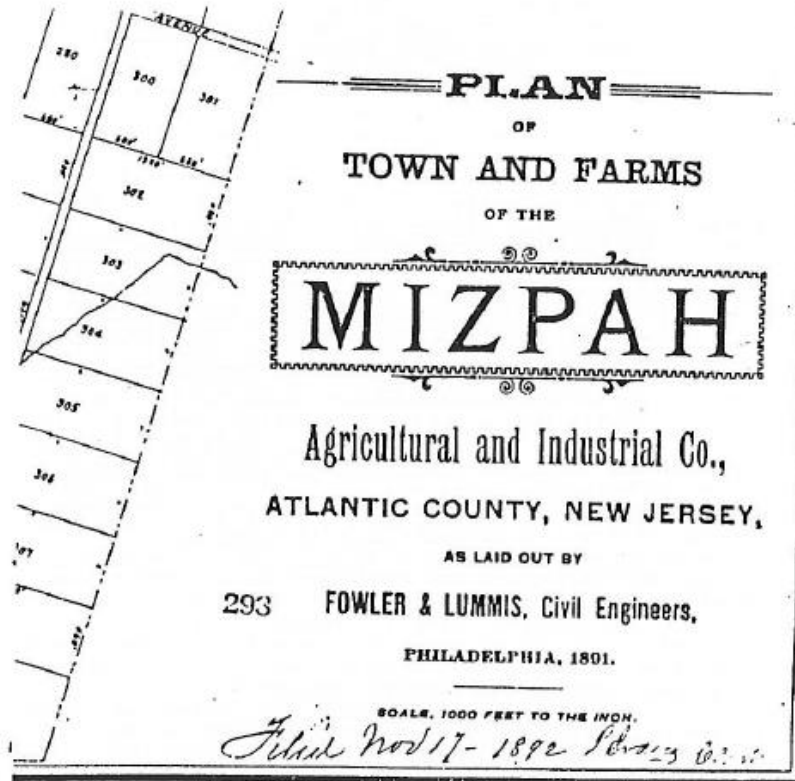 AVENUE
280
300
301
302
303
304
305
306
307
PLAN
OF
TOWN AND FARMS
OF THE
MIZPAH
Agricultural and Industrial Co.,
ATLANTIC COUNTY, NEW JERSEY,
AS LAID OUT BY
293 FOWLER & LUMMIS, Civil Engineers,
PHILADELPHIA, 1891.
SCALE, 1000 FEET TO THE INCH.
Filed Nov 17 - 1892